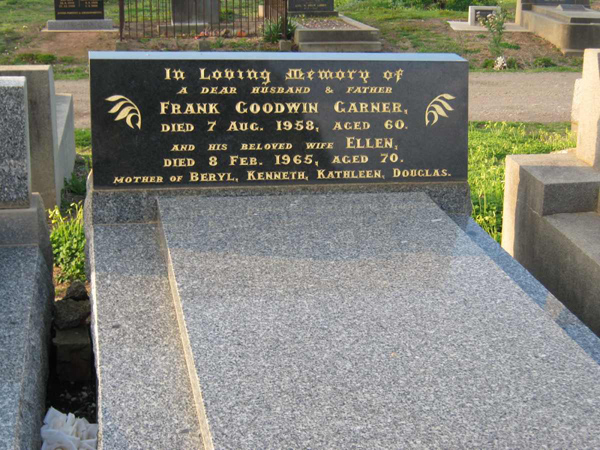 In Loving Memory of
A DEAR HUSBAND & FATHER
FRANK GOODWIN GARNER,
DIED 7 AUG. 1958, AGED 60.
AND HIS BELOVED WIFE ELLEN,
DIED 8 FEB. 1965, AGED 70.
MOTHER OF BERYL, KENNETH, KATHLEEN, DOUGLAS.